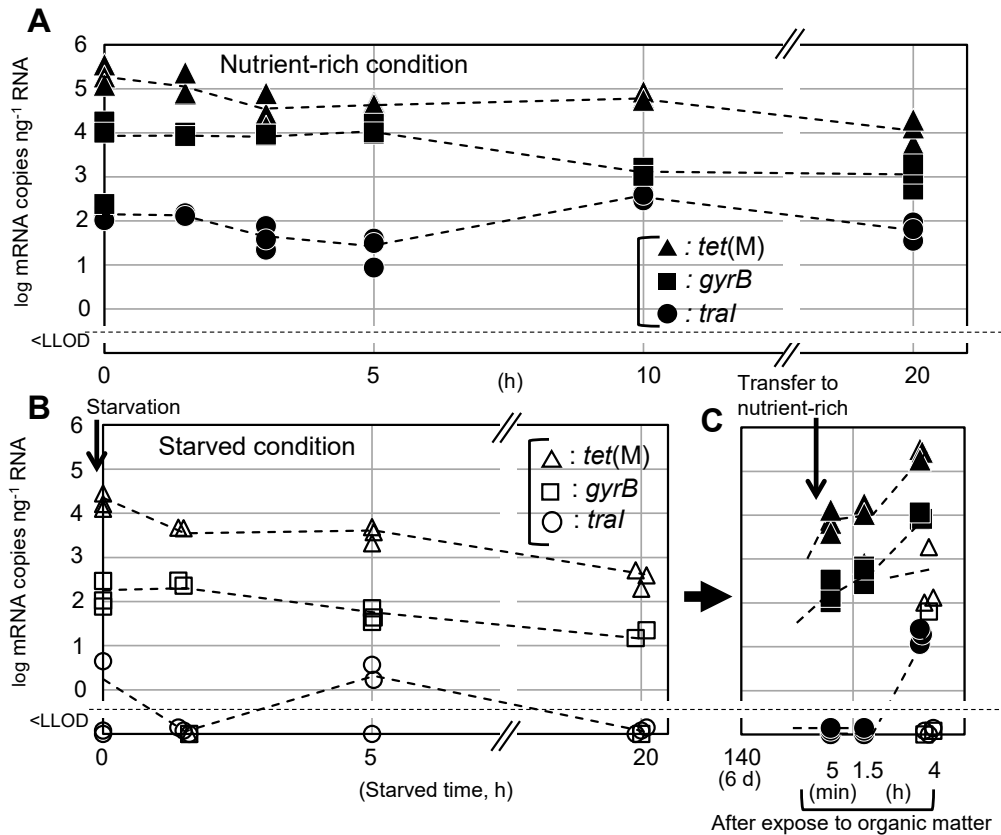 A
Nutrient-rich condition
log mRNA copies ng⁻¹ RNA
6
5
4
3
2
1
0
<LLOD
▲ : tet(M)
■ : gyrB
● : traI
0
5
(h)
10
20
B
Starvation
Starved condition
log mRNA copies ng⁻¹ RNA
6
5
4
3
2
1
0
<LLOD
△ : tet(M)
□ : gyrB
○ : traI
0
5
20
(Starved time, h)
C
Transfer to
nutrient-rich
140
(6 d)
5
(min)
1.5
(h)
4
After expose to organic matter